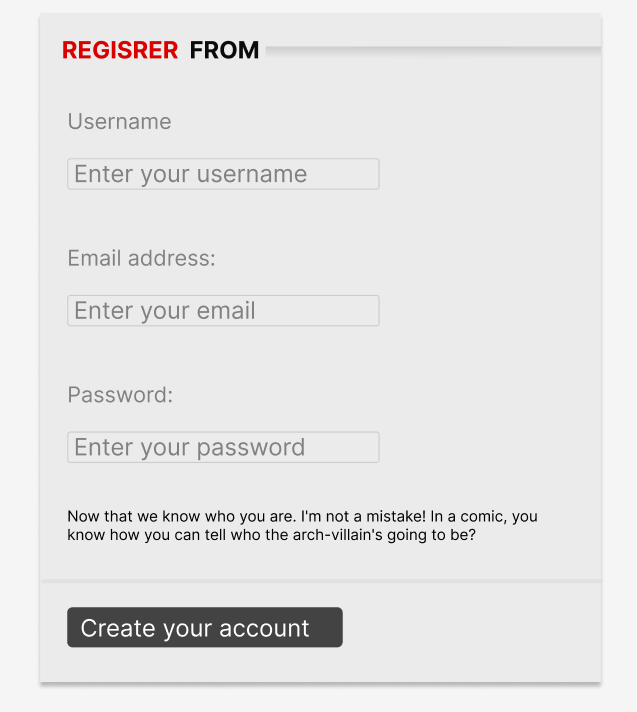 REGISRER FROM
Username
Enter your username
Email address:
Enter your email
Password:
Enter your password
Now that we know who you are. I'm not a mistake! In a comic, you
know how you can tell who the arch-villain's going to be?
Create your account